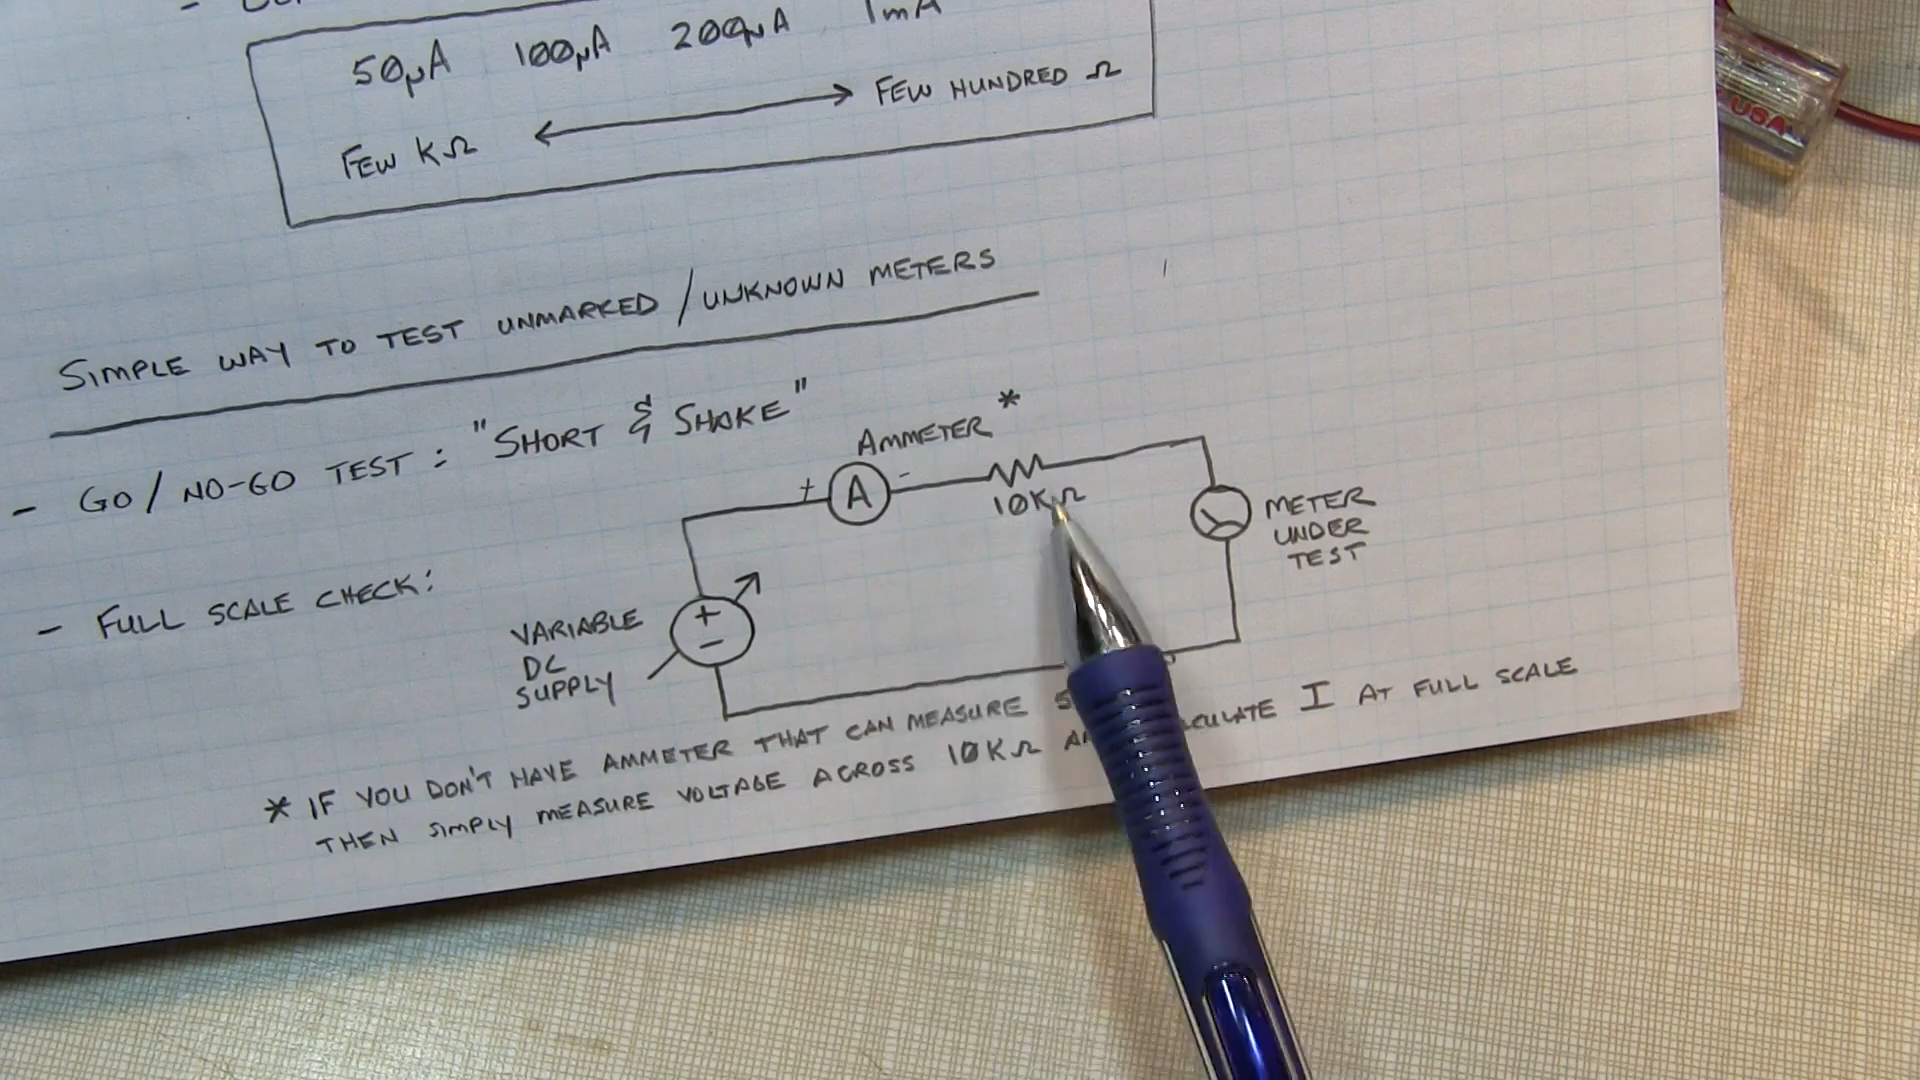 50µA 100µA 200µA 1mA
FEW KΩ FEW HUNDRED Ω
SIMPLE WAY TO TEST UNMARKED / UNKNOWN METERS
- GO / NO-GO TEST : "SHORT & SHAKE"
AMMETER *
+ A -
10KΩ
METER
UNDER
TEST
- FULL SCALE CHECK:
+
-
VARIABLE
DC
SUPPLY
* IF YOU DON'T HAVE AMMETER THAT CAN MEASURE
THEN SIMPLY MEASURE VOLTAGE ACROSS 10KΩ I AT FULL SCALE
USA